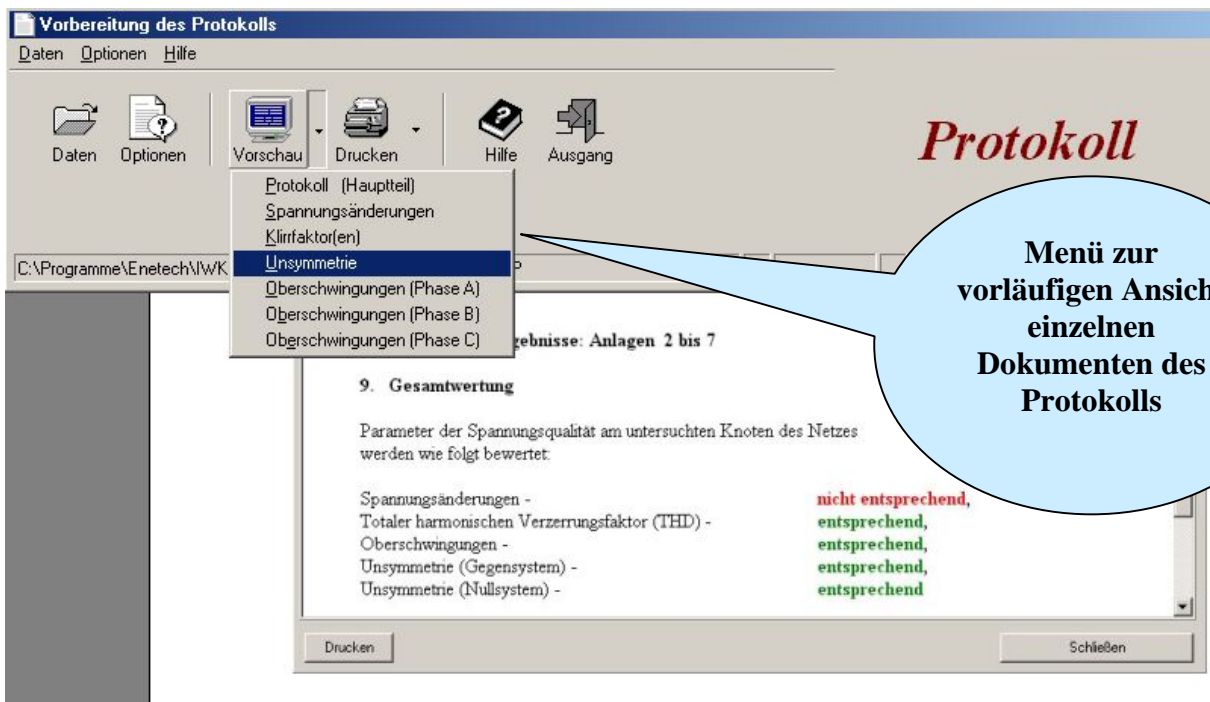 Vorbereitung des Protokolls
Daten Optionen Hilfe
Daten Optionen Vorschau Drucken Hilfe Ausgang
Protokoll
Protokoll (Hauptteil)
Spannungsänderungen
Klirrfaktor(en)
Unsymmetrie
Oberschwingungen (Phase A)
Oberschwingungen (Phase B)
Oberschwingungen (Phase C)
C:\Programme\Enetech\IWK
Menü zur
vorläufigen Ansich
einzelnen
Dokumenten des
Protokolls
Anlagen 2 bis 7
9. Gesamtwertung
Parameter der Spannungsqualität am untersuchten Knoten des Netzes
werden wie folgt bewertet:
Spannungsänderungen - nicht entsprechend,
Totaler harmonischen Verzerrungsfaktor (THD) - entsprechend,
Oberschwingungen - entsprechend,
Unsymmetrie (Gegensystem) - entsprechend,
Unsymmetrie (Nullsystem) - entsprechend
Drucken Schließen